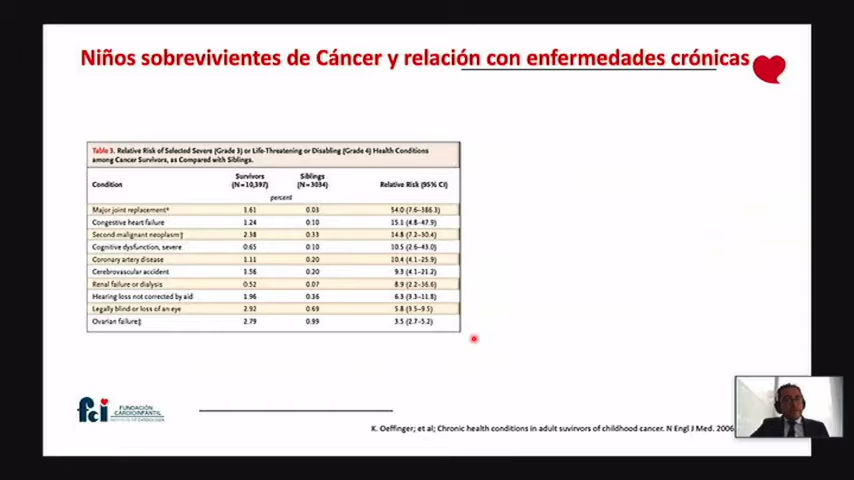 Niños sobrevivientes de Cáncer y relación con enfermedades crónicas
Table 3. Relative Risk of Selected Severe (Grade 3) or Life-Threatening or Disabling (Grade 4) Health Conditions
among Cancer Survivors, as Compared with Siblings.
Condition Survivors (N=10,397) Siblings (N=3034) Relative Risk (95% CI)
percent
Major joint replacement* 1.61 0.03 54.0 (7.6–386.3)
Congestive heart failure 1.24 0.10 15.1 (4.8–47.9)
Second malignant neoplasm† 2.38 0.33 14.8 (7.2–30.4)
Cognitive dysfunction, severe 0.65 0.10 10.5 (2.6–43.0)
Coronary artery disease 1.11 0.20 10.4 (4.1–25.9)
Cerebrovascular accident 1.56 0.20 9.3 (4.1–21.2)
Renal failure or dialysis 0.52 0.07 8.9 (2.2–36.6)
Hearing loss not corrected by aid 1.96 0.36 6.3 (3.3–11.8)
Legally blind or loss of an eye 2.92 0.69 5.8 (3.5–9.5)
Ovarian failure‡ 2.79 0.99 3.5 (2.7–5.2)
fci FUNDACIÓN
CARDIOINFANTIL
INSTITUTO DE CARDIOLOGÍA
K. Oeffinger; et al; Chronic health conditions in adult suvirvors of childhood cancer. N Engl J Med. 2006